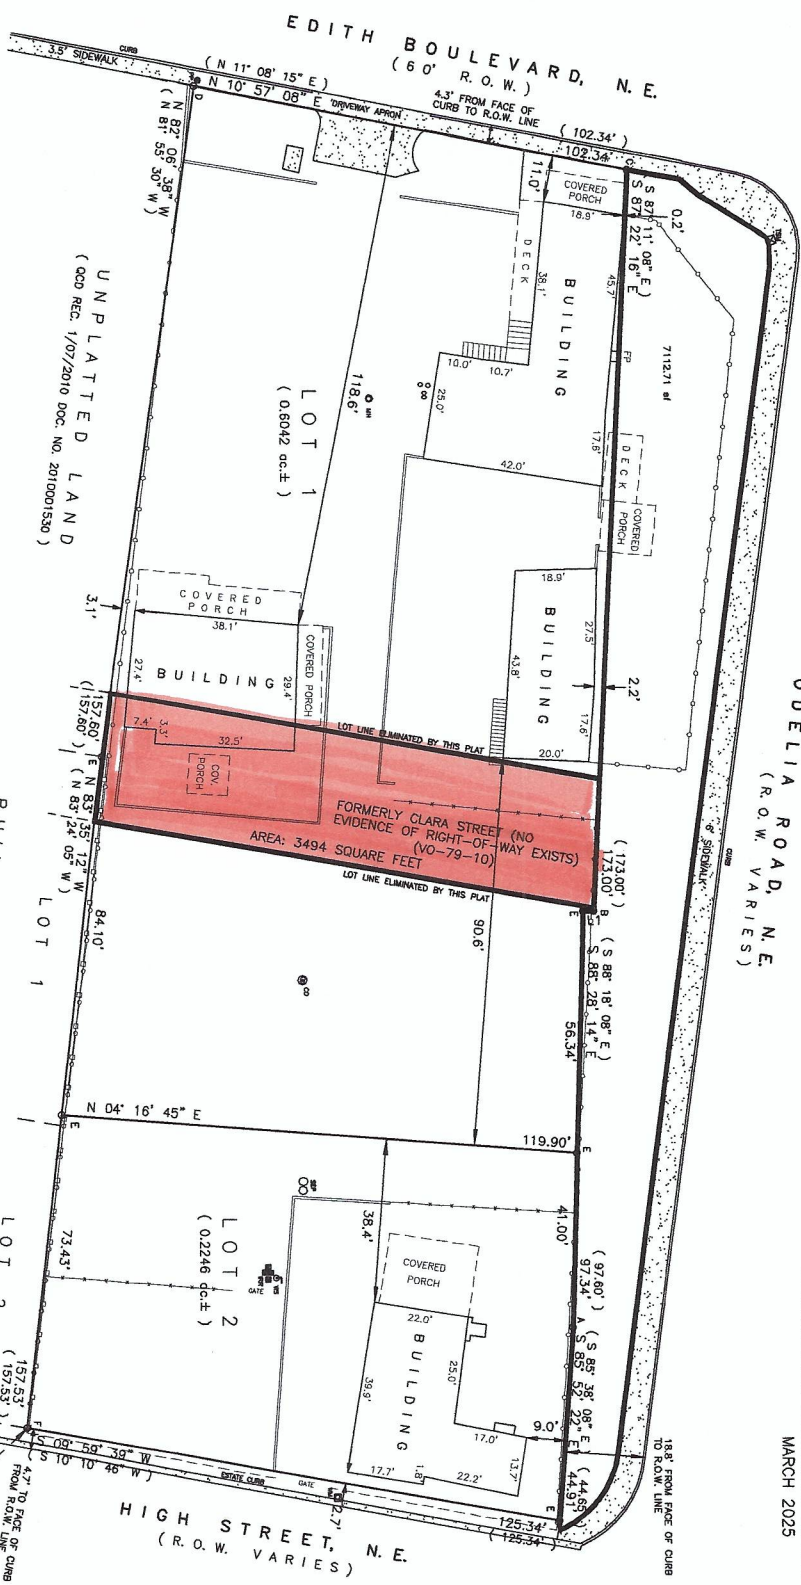 EDITH BOULEVARD, N.E.
( 60' R. O. W. )
CURB
3.5' SIDEWALK
( N 11° 08' 15" E )
N 10° 57' 08" E
DRIVEWAY APRON
4.3' FROM FACE OF
CURB TO R.O.W. LINE
( 102.34' )
102.34'
D
C
( S 87° 11' 08" E )
S 87° 22' 16" E
0.2'
N 82° 06' 38" W
( N 81° 55' 30" W )
11.0'
COVERED
PORCH
18.9'
DECK
38.1'
BUILDING
45.7'
FP
7112.71 sf
10.0'
10.7'
25.0'
17.6'
42.0'
DECK
COVERED
PORCH
118.6'
MH
LOT 1
( 0.6042 ac.± )
UNPLATTED LAND
( QCD REC. 1/07/2010 DOC. NO. 2010001530 )
18.9'
27.5'
BUILDING
43.8'
17.6'
20.0'
2.2'
COVERED
PORCH
3.1'
38.1'
COVERED PORCH
BUILDING
27.4'
29.4'
7.4'
3.3'
32.5'
COV.
PORCH
LOT LINE ELIMINATED BY THIS PLAT
FORMERLY CLARA STREET (NO
EVIDENCE OF RIGHT-OF-WAY EXISTS)
(VO-79-10)
AREA: 3494 SQUARE FEET
LOT LINE ELIMINATED BY THIS PLAT
157.60'
(157.60')
E
N 83° 35' 12" W
( N 83° 24' 05" W )
( 173.00' )
173.00'
B
E
ROAD, N.E.
( R.O.W. VARIES )
6' SIDEWALK
CURB
90.6'
84.10'
LOT 1
CO
( S 88° 18' 08" E )
S 88° 28' 14" E
E
56.34'
N 04° 16' 45" E
119.90'
E
E
41.00'
38.4'
SEP
LOT 2
( 0.2246 ac.± )
73.43'
GATE
COVERED
PORCH
22.0'
BUILDING
25.0'
39.9'
17.0'
13.7'
17.7'
1.8'
22.2'
9.0'
( 97.60' )
97.34'
A
( S 85° 38' 08" E )
S 85° 52' 22" E
( 44.65' )
44.91'
E
18.8' FROM FACE OF CURB
TO R.O.W. LINE
MARCH 2025
LOT 2
157.53'
( 157.53' )
F
S 09° 59' 39" W
( S 10° 10' 46" W )
ESTATE CURB
GATE
2.7'
125.34'
( 125.34' )
4.7' TO FACE OF CURB
FROM R.O.W. LINE
HIGH STREET, N.E.
( R. O. W. VARIES )